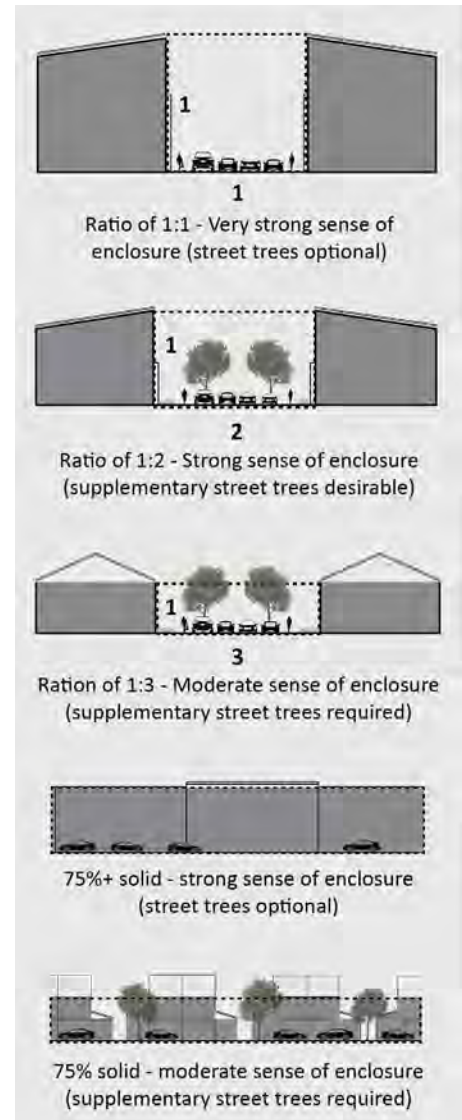 1
1
Ratio of 1:1 - Very strong sense of
enclosure (street trees optional)
1
2
Ratio of 1:2 - Strong sense of enclosure
(supplementary street trees desirable)
1
3
Ration of 1:3 - Moderate sense of enclosure
(supplementary street trees required)
75%+ solid - strong sense of enclosure
(street trees optional)
75% solid - moderate sense of enclosure
(supplementary street trees required)